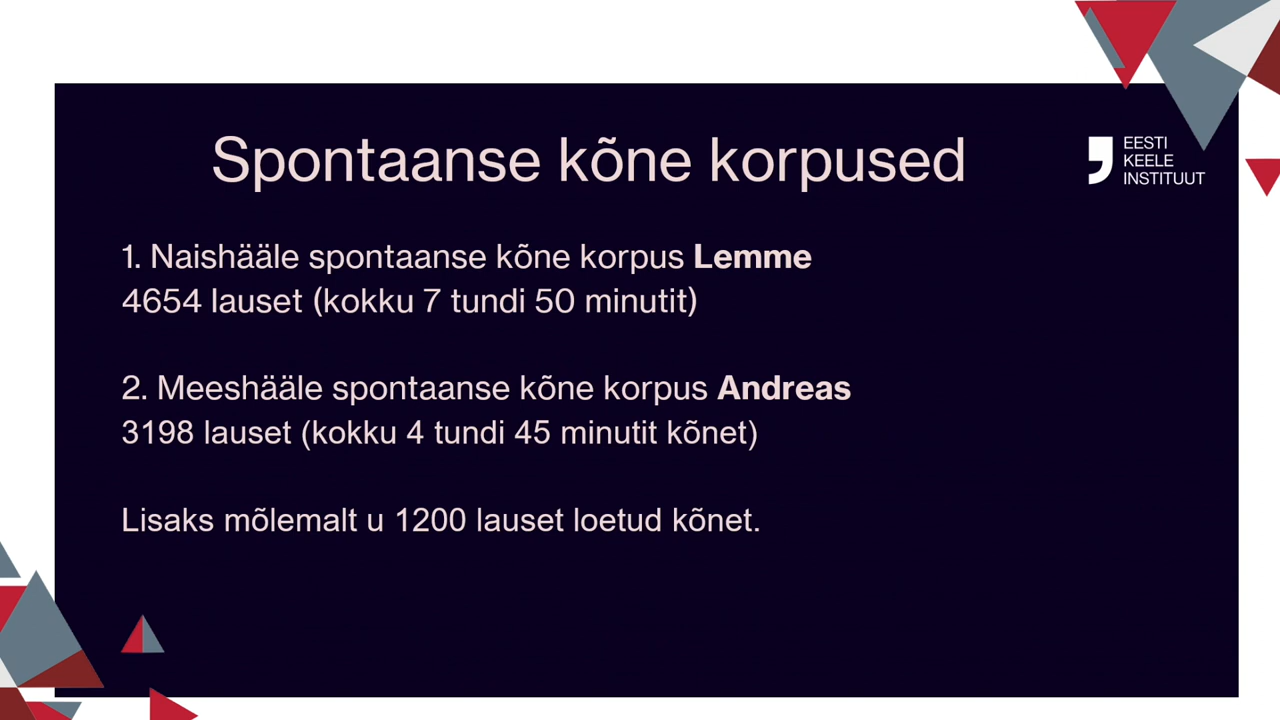 Spontaanse kõne korpused
EESTI
KEELE
INSTITUUT
1. Naishääle spontaanse kõne korpus Lemme
4654 lauset (kokku 7 tundi 50 minutit)
2. Meeshääle spontaanse kõne korpus Andreas
3198 lauset (kokku 4 tundi 45 minutit kõnet)
Lisaks mõlemalt u 1200 lauset loetud kõnet.